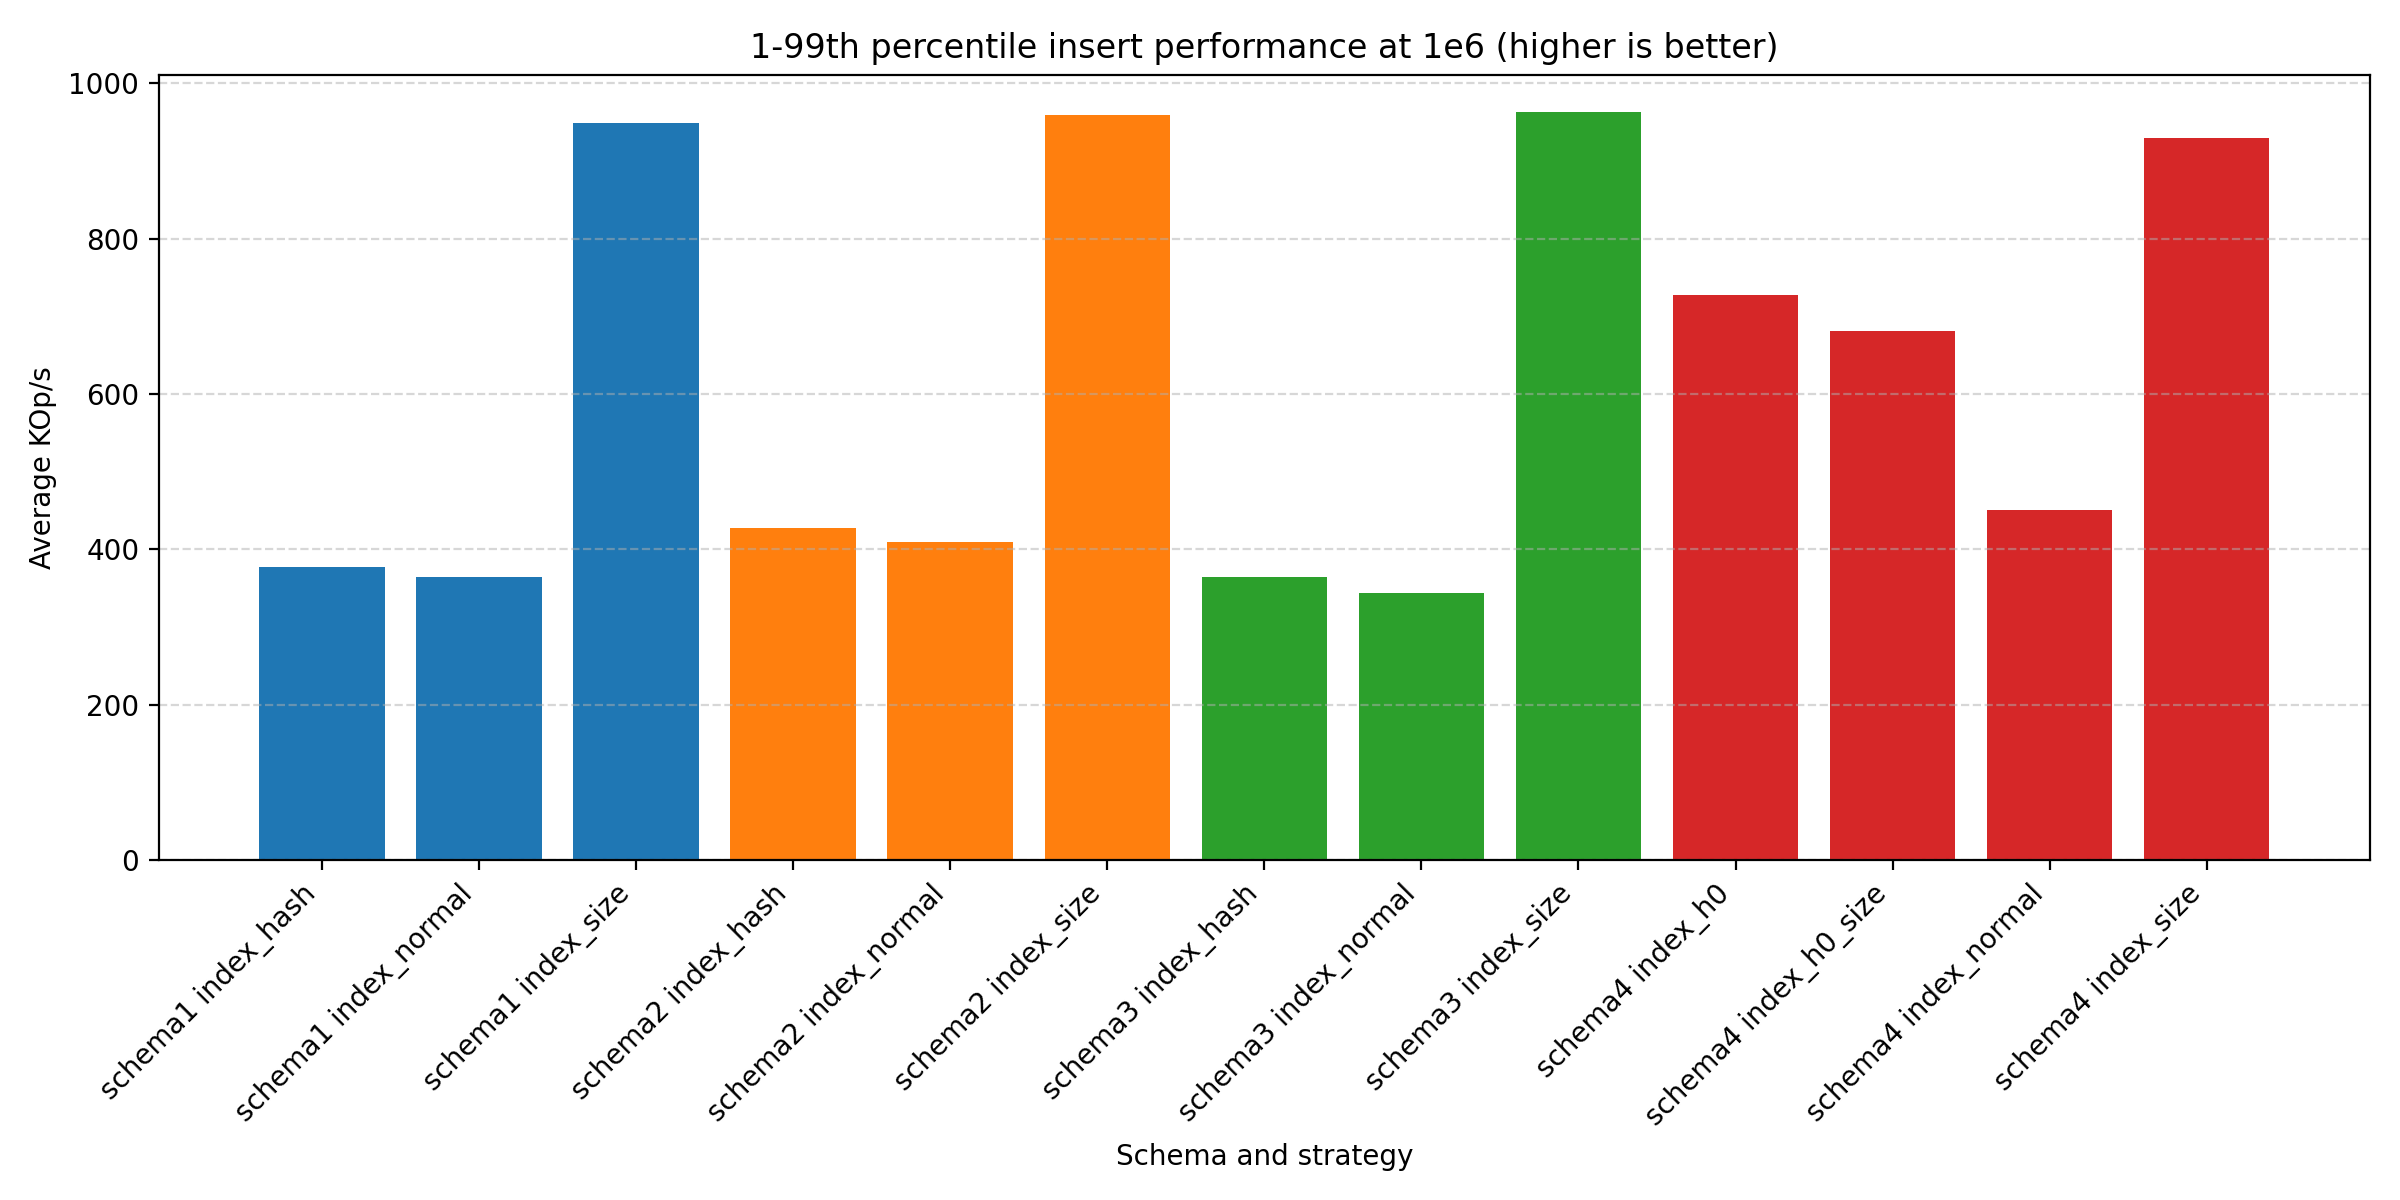 1-99th percentile insert performance at 1e6 (higher is better)
Average KOp/s
1000
800
600
400
200
0
schema1 index_hash
schema1 index_normal
schema1 index_size
schema2 index_hash
schema2 index_normal
schema2 index_size
schema3 index_hash
schema3 index_normal
schema3 index_size
schema4 index_h0
schema4 index_h0_size
schema4 index_normal
schema4 index_size
Schema and strategy